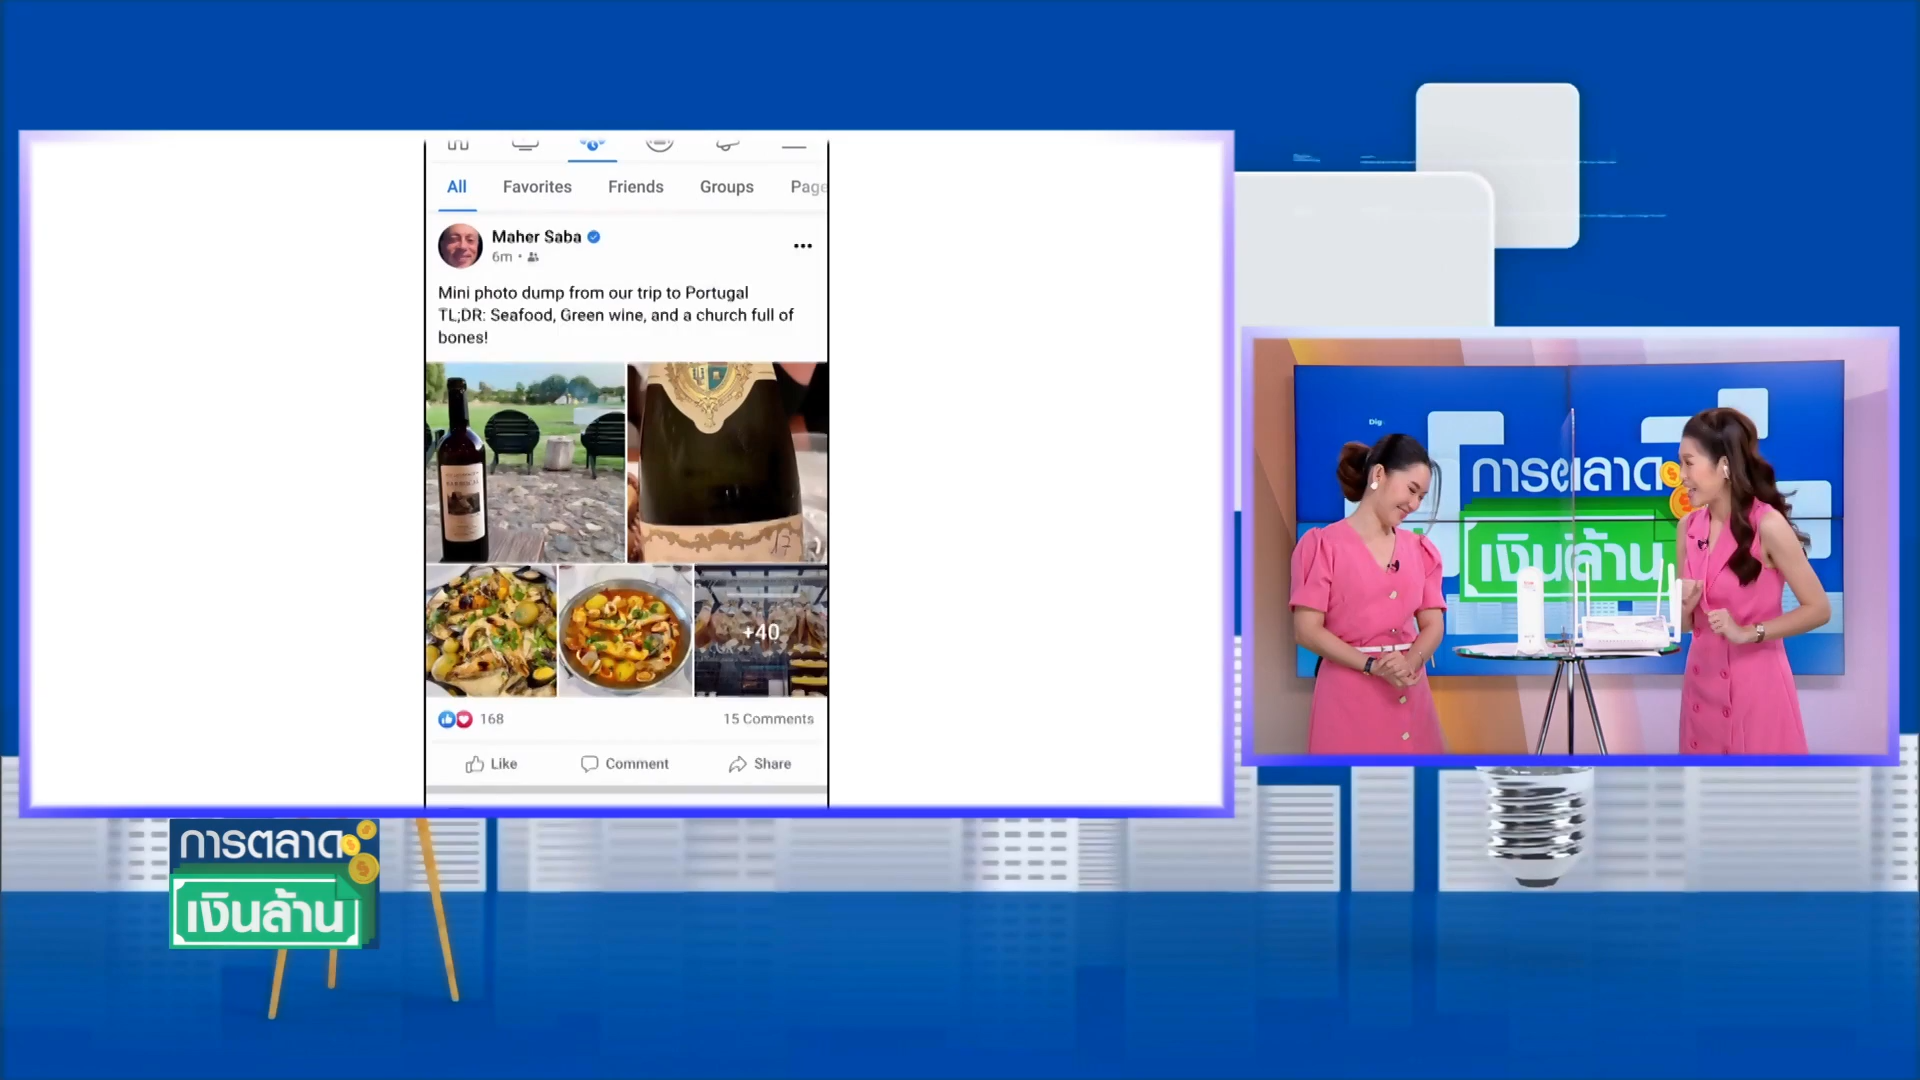 All Favorites Friends Groups Page
Maher Saba
6m
Mini photo dump from our trip to Portugal
TL;DR: Seafood, Green wine, and a church full of
bones!
+40
168
15 Comments
Like Comment Share
Dig
การตลาด
เงินล้าน
การตลาด
เงินล้าน